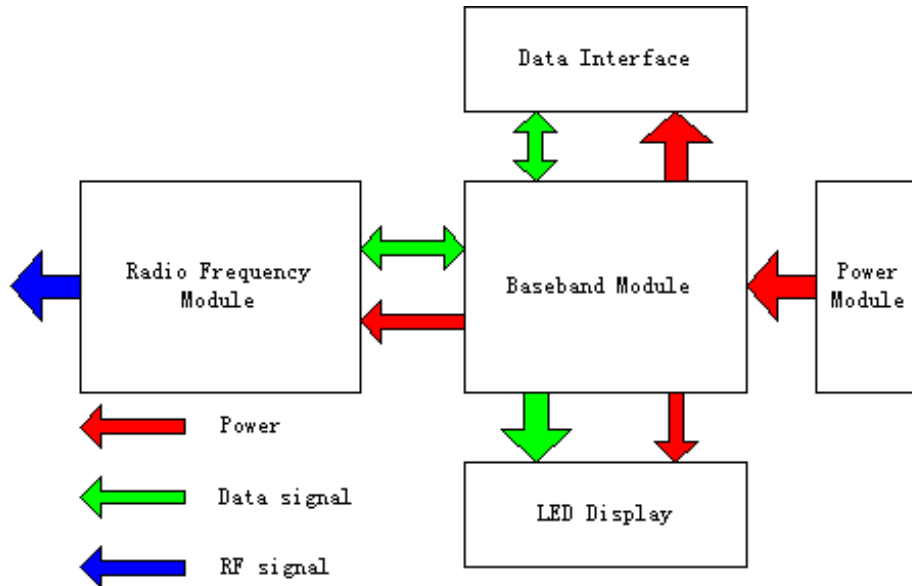 Data Interface
Radio Frequency
Module
Baseband Module
Power
Module
Power
Data signal
LED Display
RF signal